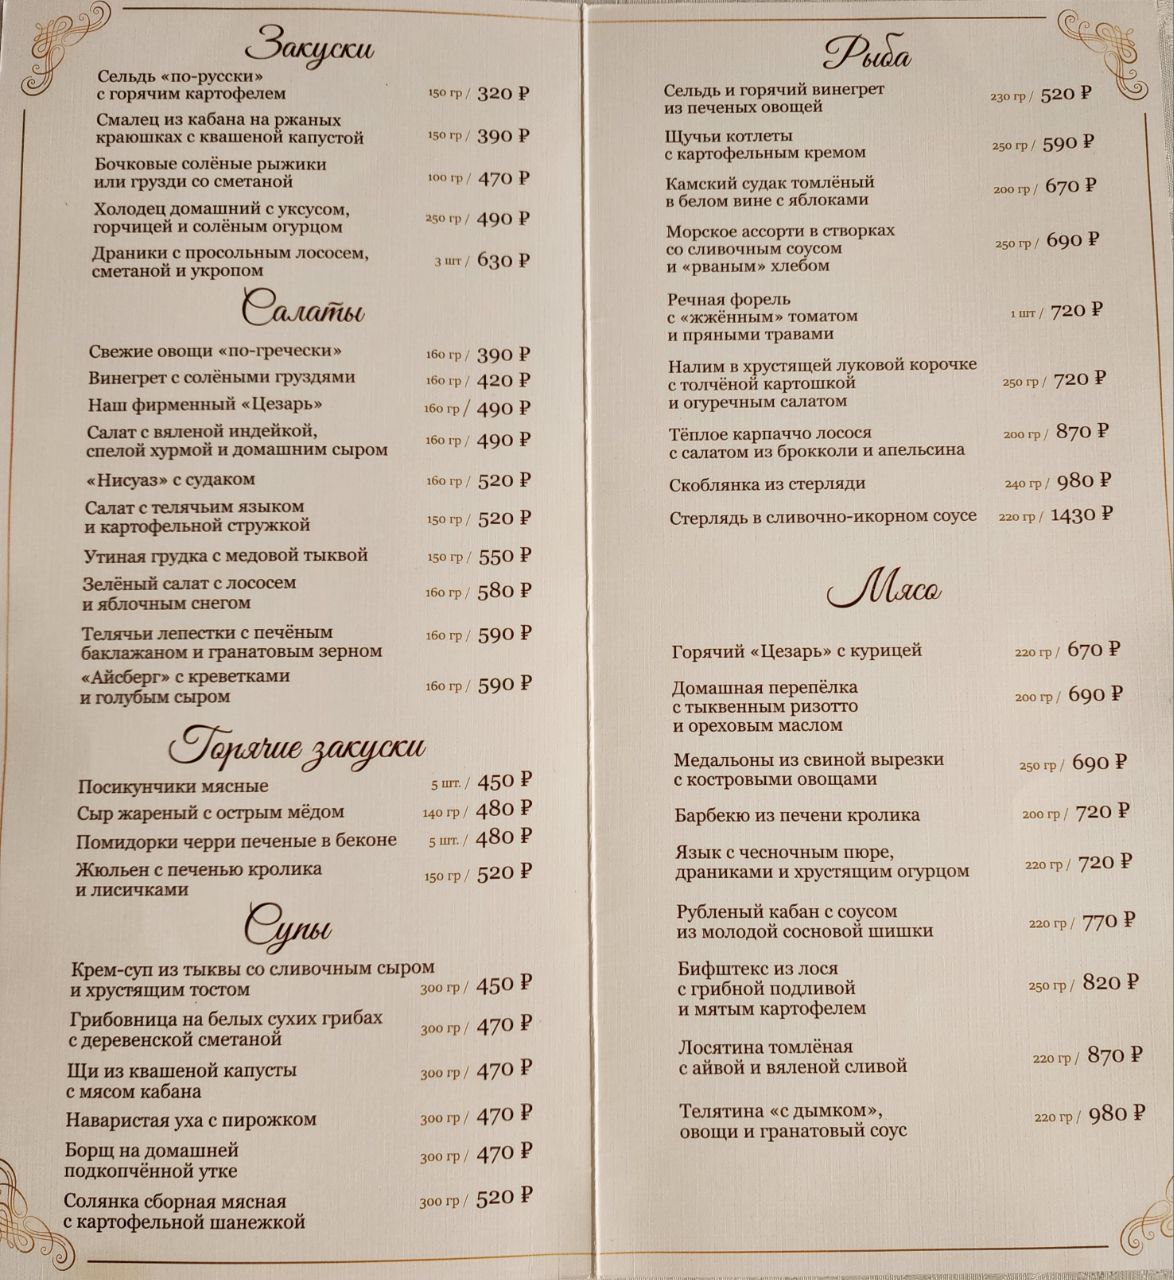 Закуски
Сельдь «по-русски»
с горячим картофелем 150 гр / 320 ₽
Смалец из кабана на ржаных
краюшках с квашеной капустой 150 гр / 390 ₽
Бочковые солёные рыжики
или грузди со сметаной 100 гр / 470 ₽
Холодец домашний с уксусом,
горчицей и солёным огурцом 250 гр / 490 ₽
Драники с просольным лососем,
сметаной и укропом 3 шт / 630 ₽
Салаты
Свежие овощи «по-гречески» 160 гр / 390 ₽
Винегрет с солёными груздями 160 гр / 420 ₽
Наш фирменный «Цезарь» 160 гр / 490 ₽
Салат с вяленой индейкой,
спелой хурмой и домашним сыром 160 гр / 490 ₽
«Нисуаз» с судаком 160 гр / 520 ₽
Салат с телячьим языком
и картофельной стружкой 150 гр / 520 ₽
Утиная грудка с медовой тыквой 150 гр / 550 ₽
Зелёный салат с лососем
и яблочным снегом 160 гр / 580 ₽
Телячьи лепестки с печёным
баклажаном и гранатовым зерном 160 гр / 590 ₽
«Айсберг» с креветками
и голубым сыром 160 гр / 590 ₽
Горячие закуски
Посикунчики мясные 5 шт. / 450 ₽
Сыр жареный с острым мёдом 140 гр / 480 ₽
Помидорки черри печеные в беконе 5 шт. / 480 ₽
Жюльен с печенью кролика
и лисичками 150 гр / 520 ₽
Супы
Крем-суп из тыквы со сливочным сыром
и хрустящим тостом 300 гр / 450 ₽
Грибовница на белых сухих грибах
с деревенской сметаной 300 гр / 470 ₽
Щи из квашеной капусты
с мясом кабана 300 гр / 470 ₽
Наваристая уха с пирожком 300 гр / 470 ₽
Борщ на домашней
подкопчённой утке 300 гр / 470 ₽
Солянка сборная мясная
с картофельной шанежкой 300 гр / 520 ₽
Рыба
Сельдь и горячий винегрет
из печеных овощей 230 гр / 520 ₽
Щучьи котлеты
с картофельным кремом 250 гр / 590 ₽
Камский судак томлёный
в белом вине с яблоками 200 гр / 670 ₽
Морское ассорти в створках
со сливочным соусом 250 гр / 690 ₽
и «рваным» хлебом
Речная форель
с «жжённым» томатом 1 шт / 720 ₽
и пряными травами
Налим в хрустящей луковой корочке
с толчёной картошкой 250 гр / 720 ₽
и огуречным салатом
Тёплое карпаччо лосося 200 гр / 870 ₽
с салатом из брокколи и апельсина
Скоблянка из стерляди 240 гр / 980 ₽
Стерлядь в сливочно-икорном соусе 220 гр / 1430 ₽
Мясо
Горячий «Цезарь» с курицей 220 гр / 670 ₽
Домашная перепёлка
с тыквенным ризотто 200 гр / 690 ₽
и ореховым маслом
Медальоны из свиной вырезки
с костровыми овощами 250 гр / 690 ₽
Барбекю из печени кролика 200 гр / 720 ₽
Язык с чесночным пюре,
драниками и хрустящим огурцом 220 гр / 720 ₽
Рубленый кабан с соусом
из молодой сосновой шишки 220 гр / 770 ₽
Бифштекс из лося
с грибной подливой 250 гр / 820 ₽
и мятым картофелем
Лосятина томлёная
с айвой и вяленой сливой 220 гр / 870 ₽
Телятина «с дымком»,
овощи и гранатовый соус 220 гр / 980 ₽